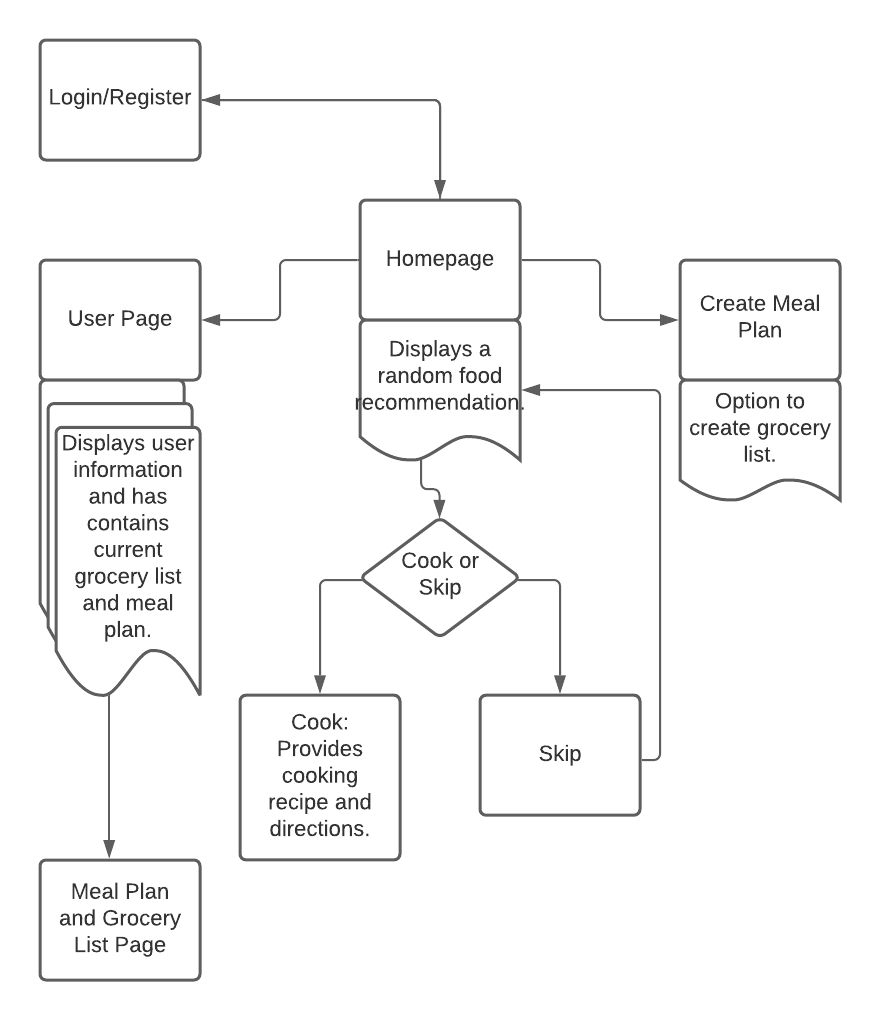 Login/Register
Homepage
User Page
Create Meal
Plan
Displays a
random food
recommendation.
Option to
create grocery
list.
Displays user
information
and has
contains
current
grocery list
and meal
plan.
Cook or
Skip
Cook:
Provides
cooking
recipe and
directions.
Skip
Meal Plan
and Grocery
List Page